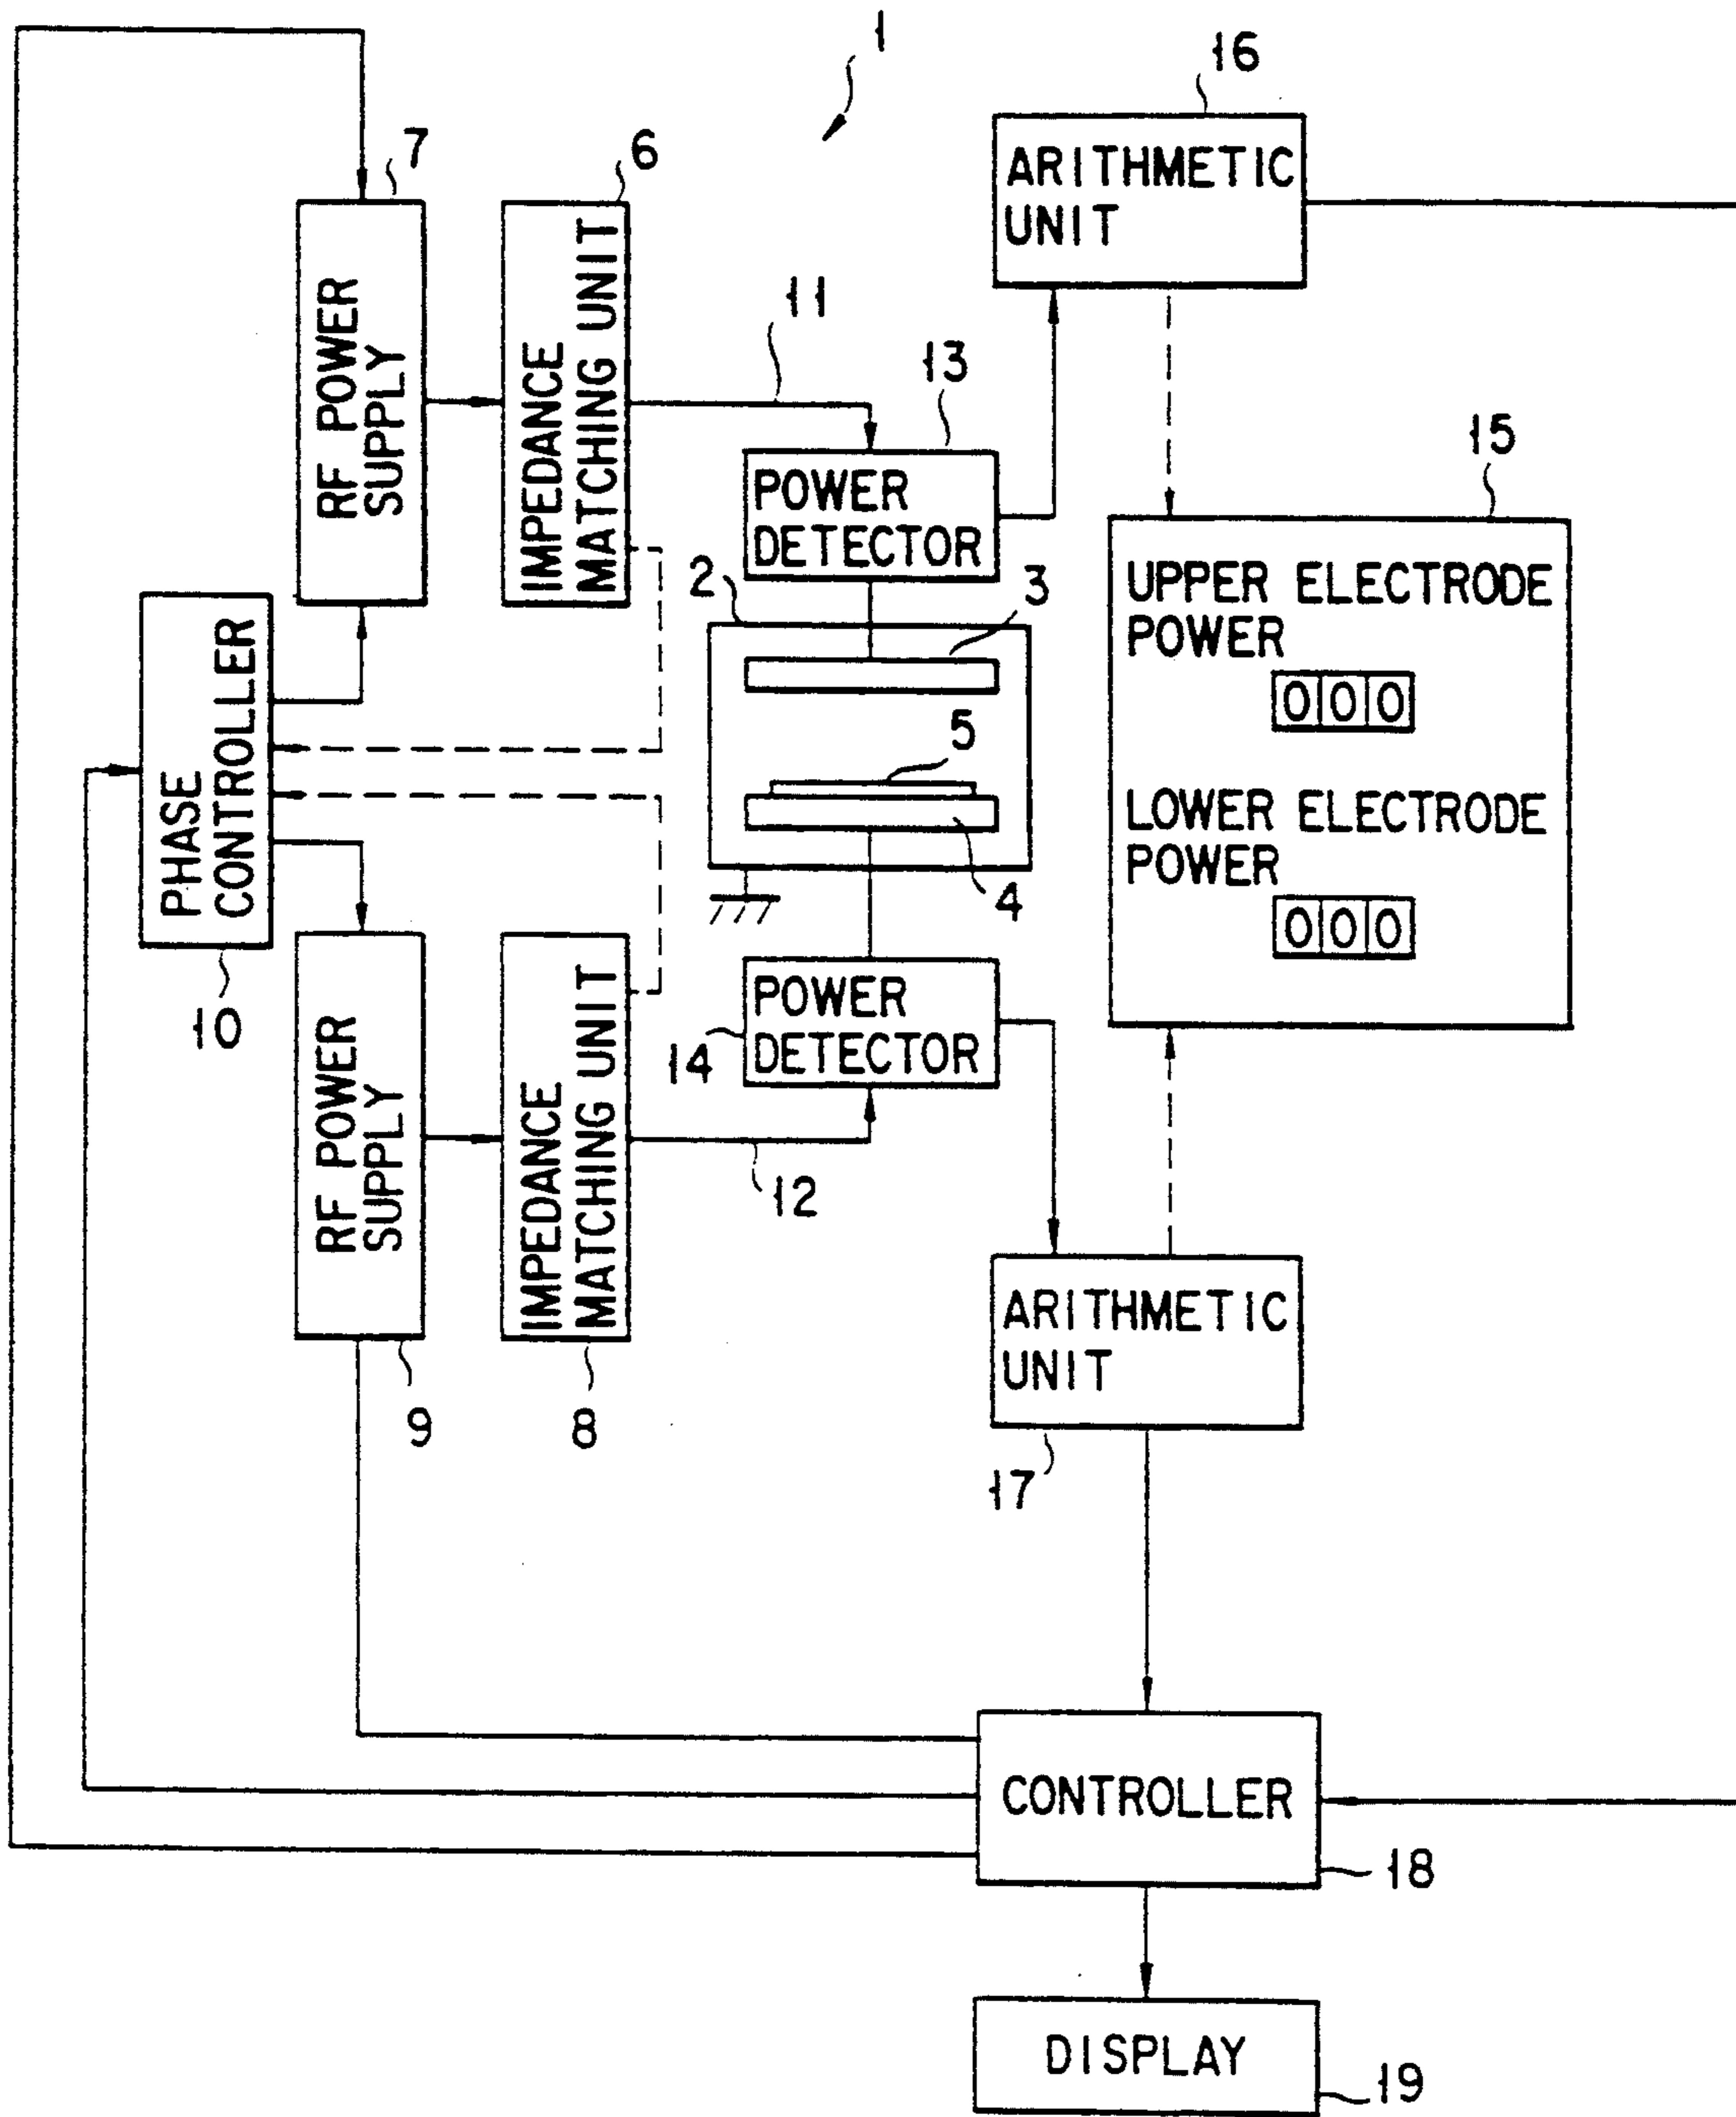 1
16
ARITHMETIC
UNIT
7
6
RF POWER
SUPPLY
IMPEDANCE
MATCHING UNIT
11
13
POWER
DETECTOR
15
UPPER ELECTRODE
POWER
000
LOWER ELECTRODE
POWER
000
2
3
5
4
PHASE
CONTROLLER
10
RF POWER
SUPPLY
9
IMPEDANCE
MATCHING UNIT
8
14
POWER
DETECTOR
12
ARITHMETIC
UNIT
17
CONTROLLER
18
DISPLAY
19